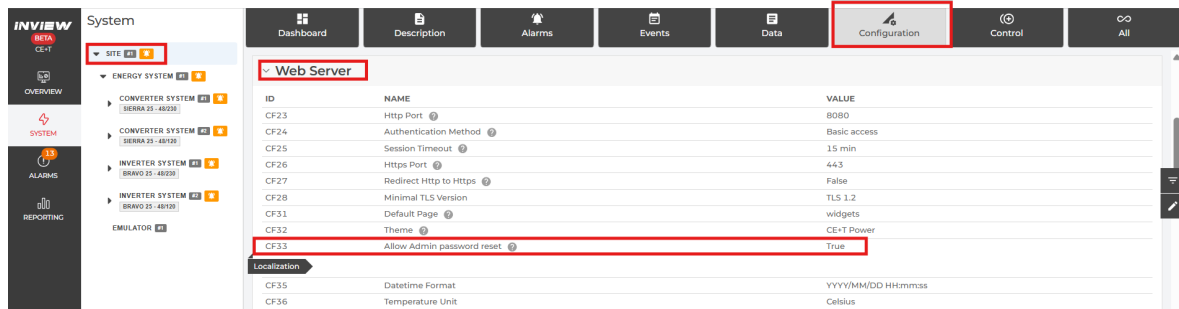 INVIEW
BETA
CE+T
OVERVIEW
SYSTEM
13
ALARMS
REPORTING
System
SITE #1
ENERGY SYSTEM #1
CONVERTER SYSTEM #1
SIERRA 25 - 48/230
CONVERTER SYSTEM #2
SIERRA 25 - 48/120
INVERTER SYSTEM #1
BRAVO 25 - 48/230
INVERTER SYSTEM #2
BRAVO 25 - 48/120
EMULATOR #1
Dashboard Description Alarms Events Data Configuration Control All
Web Server
ID NAME VALUE
CF23 Http Port ? 8080
CF24 Authentication Method ? Basic access
CF25 Session Timeout ? 15 min
CF26 Https Port ? 443
CF27 Redirect Http to Https ? False
CF28 Minimal TLS Version TLS 1.2
CF31 Default Page ? widgets
CF32 Theme ? CE+T Power
CF33 Allow Admin password reset ? True
Localization
CF35 Datetime Format YYYY/MM/DD HH:mm:ss
CF36 Temperature Unit Celsius